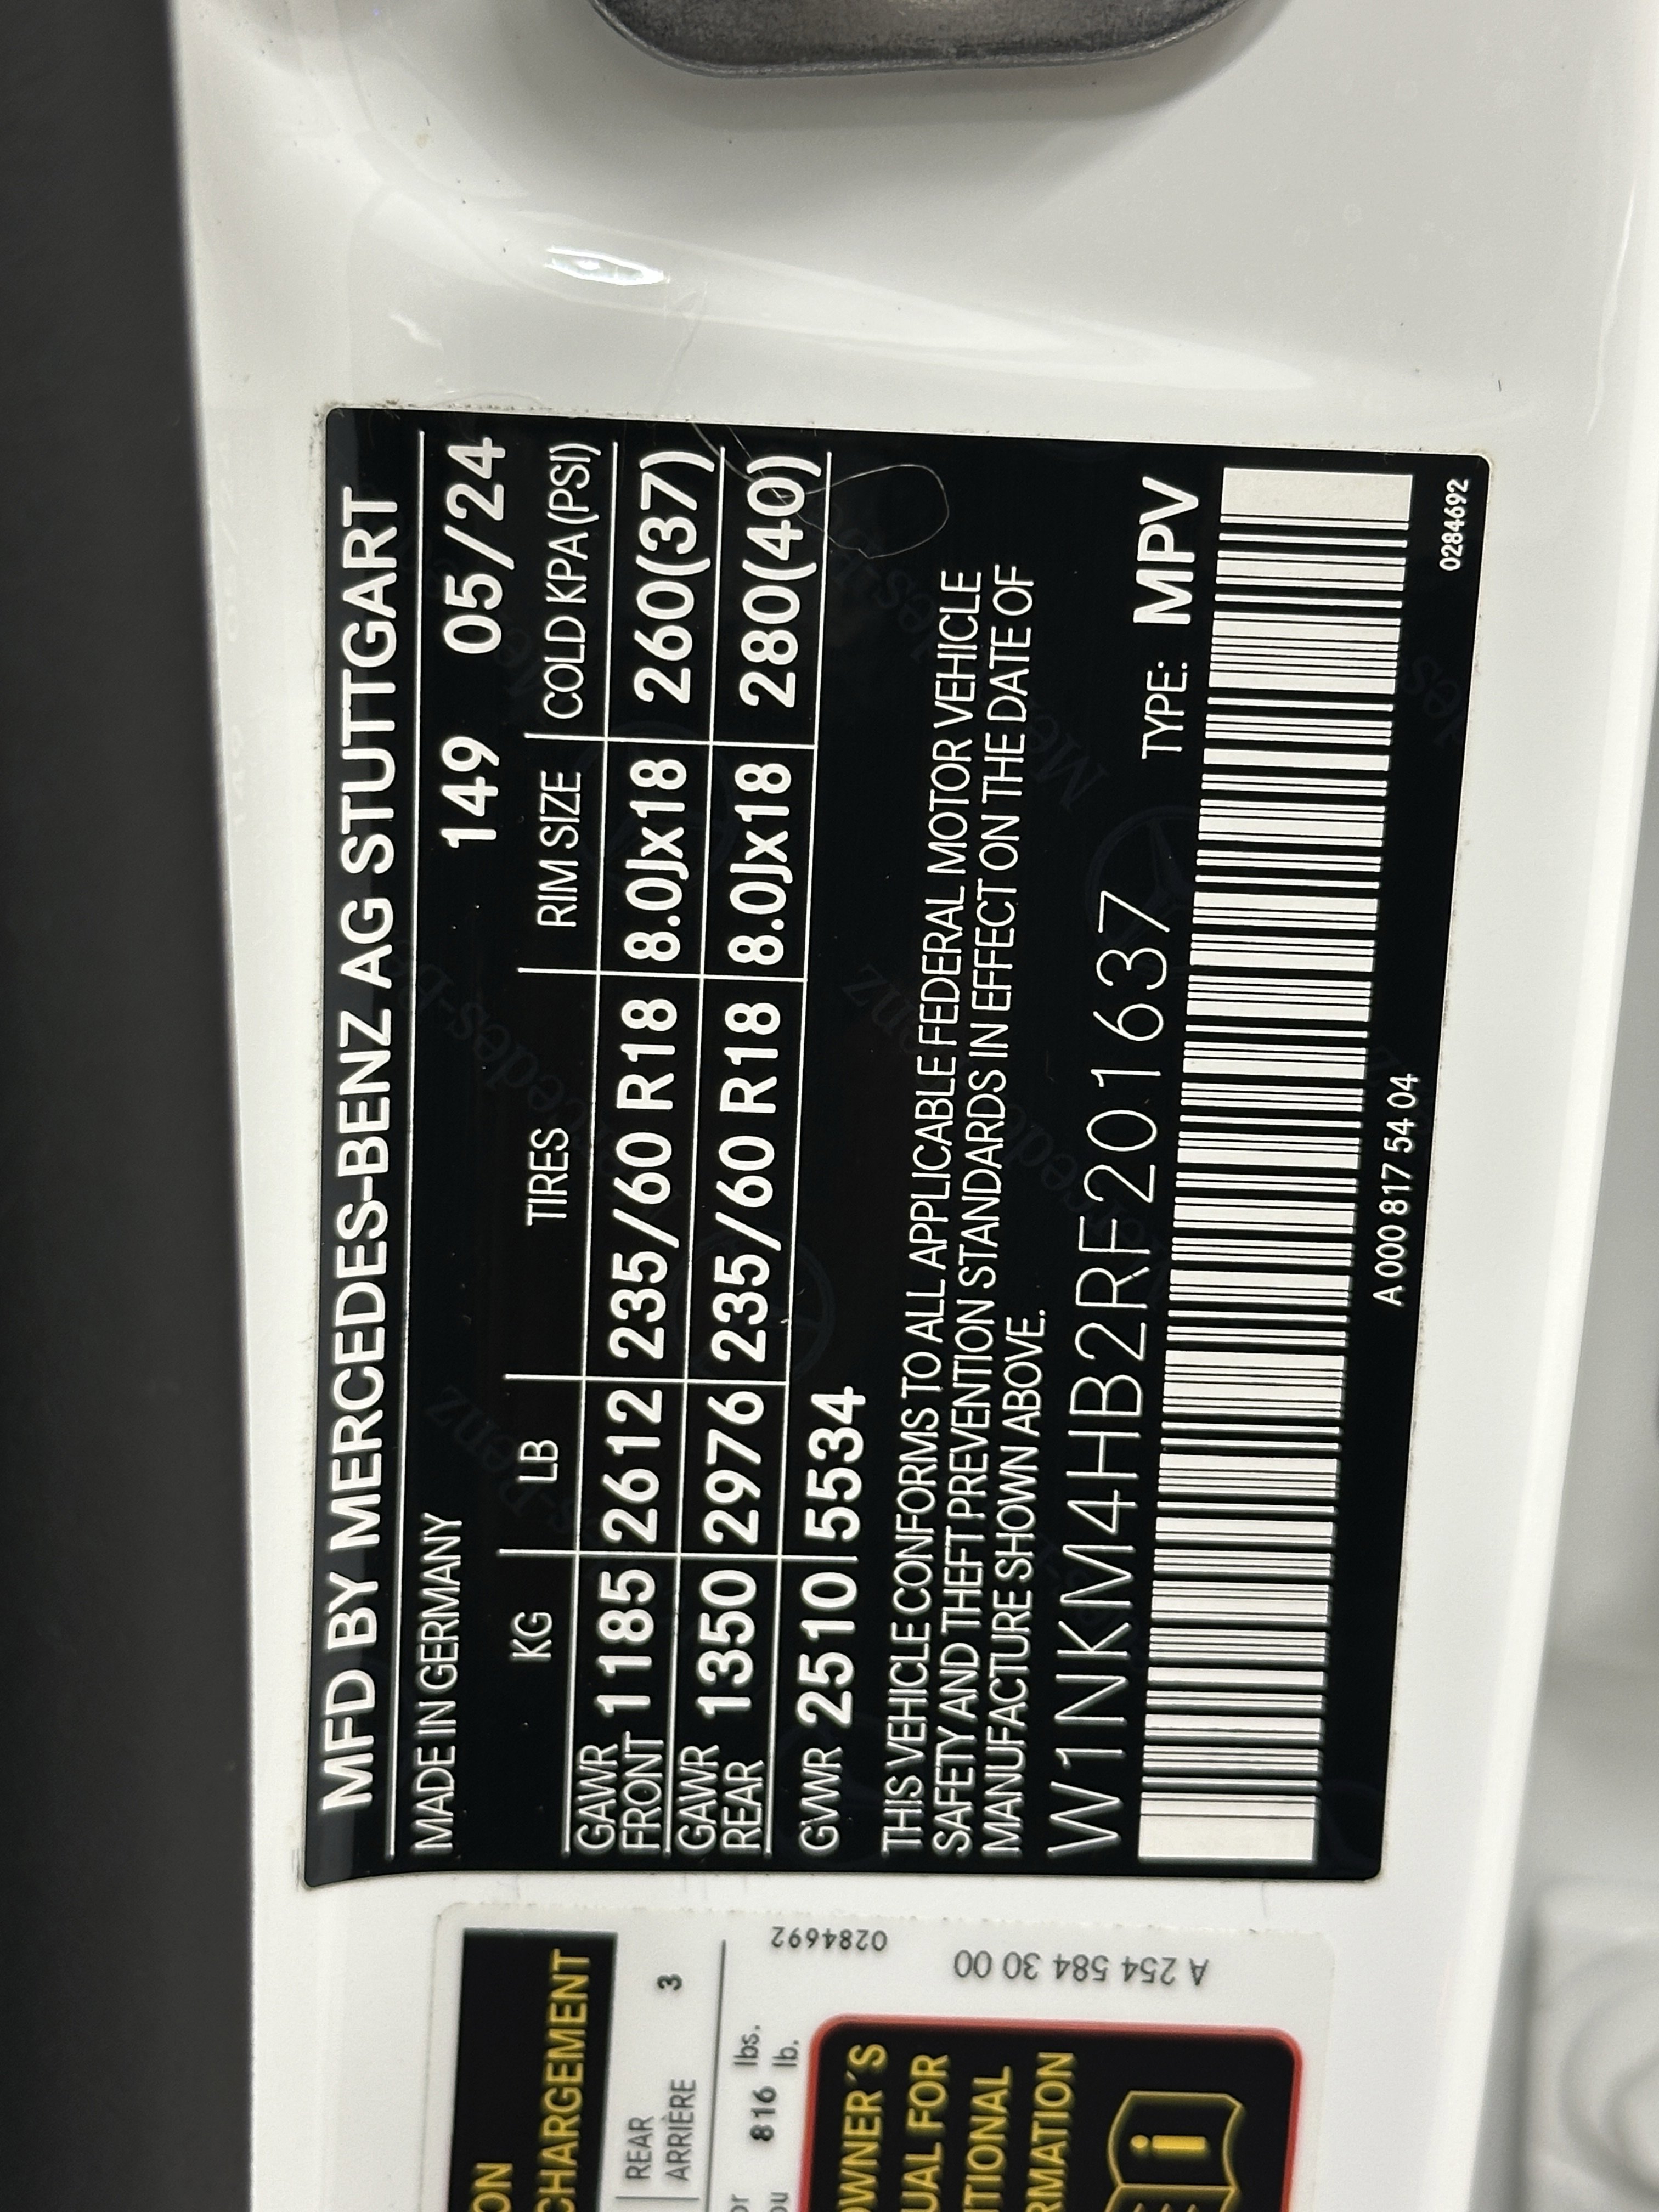 MFD BY MERCEDES-BENZ AG STUTTGART
MADE IN GERMANY 149 05/24
KG LB TIRES RIM SIZE COLD KPA (PSI)
GAWR FRONT 1185 2612 235/60 R18 8.0Jx18 260(37)
GAWR REAR 1350 2976 235/60 R18 8.0Jx18 280(40)
GVWR 2510 5534
THIS VEHICLE CONFORMS TO ALL APPLICABLE FEDERAL MOTOR VEHICLE
SAFETY AND THEFT PREVENTION STANDARDS IN EFFECT ON THE DATE OF
MANUFACTURE SHOWN ABOVE.
W1NKM4HB2RF201637 TYPE: MPV
A 000 817 54 04 0284692
ON
CHARGEMENT
REAR
ARRIÈRE 3
or 816 lbs.
ou lb.
OWNER´S
UAL FOR
ITIONAL
RMATION
0284692
A 254 584 30 00